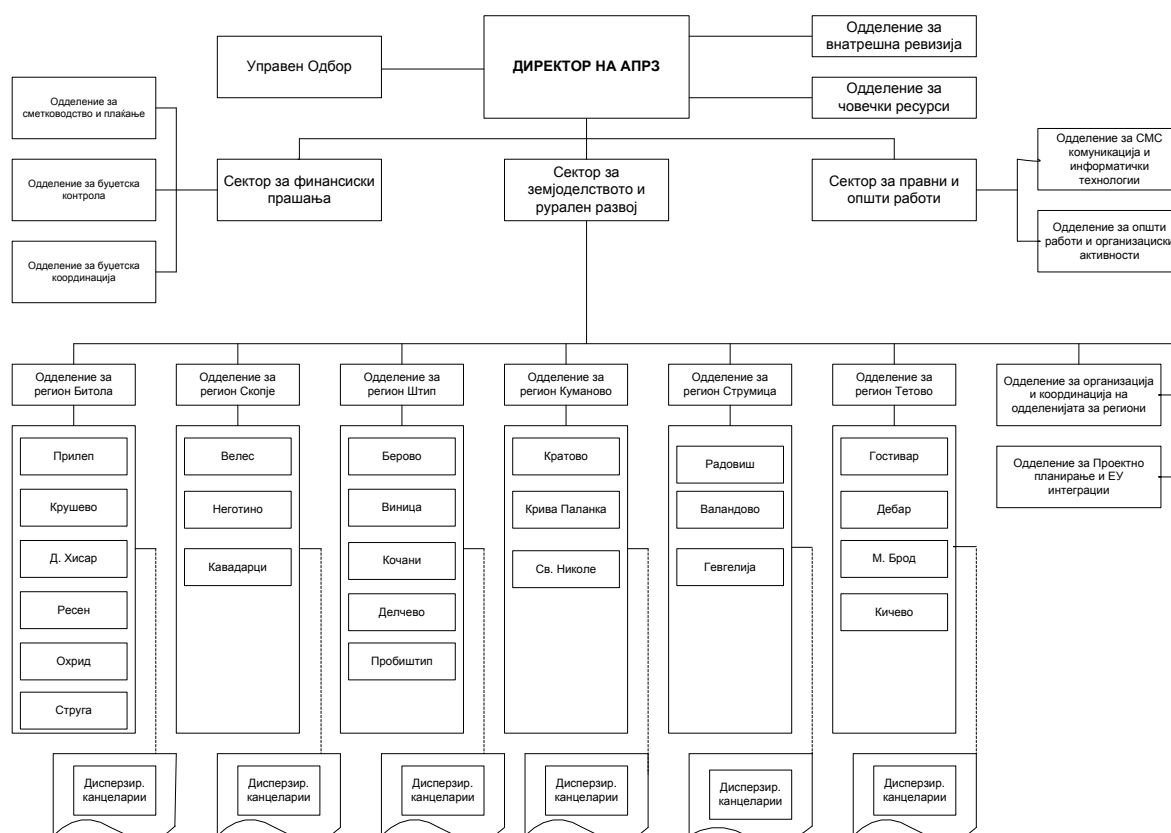 Одделение за
внатрешна ревизија
Управен Одбор
ДИРЕКТОР НА АПРЗ
Одделение за
човечки ресурси
Одделение за
сметководство и плаќање
Одделение за буџетска
контрола
Одделение за буџетска
координација
Сектор за финансиски
прашања
Сектор за
земјоделството и
рурален развој
Сектор за правни и
општи работи
Одделение за СМС
комуникација и
информатички
технологии
Одделение за општи
работи и организациски
активности
Одделение за
регион Битола
Одделение за
регион Скопје
Одделение за
регион Штип
Одделение за
регион Куманово
Одделение за
регион Струмица
Одделение за
регион Тетово
Одделение за организација
и координација на
одделенијата за региони
Одделение за Проектно
планирање и ЕУ
интеграции
Прилеп
Крушево
Д. Хисар
Ресен
Охрид
Струга
Велес
Неготино
Кавадарци
Берово
Виница
Кочани
Делчево
Пробиштип
Кратово
Крива Паланка
Св. Николе
Радовиш
Валандово
Гевгелија
Гостивар
Дебар
М. Брод
Кичево
Дисперзир.
канцеларии
Дисперзир.
канцеларии
Дисперзир.
канцеларии
Дисперзир.
канцеларии
Дисперзир.
канцеларии
Дисперзир.
канцеларии